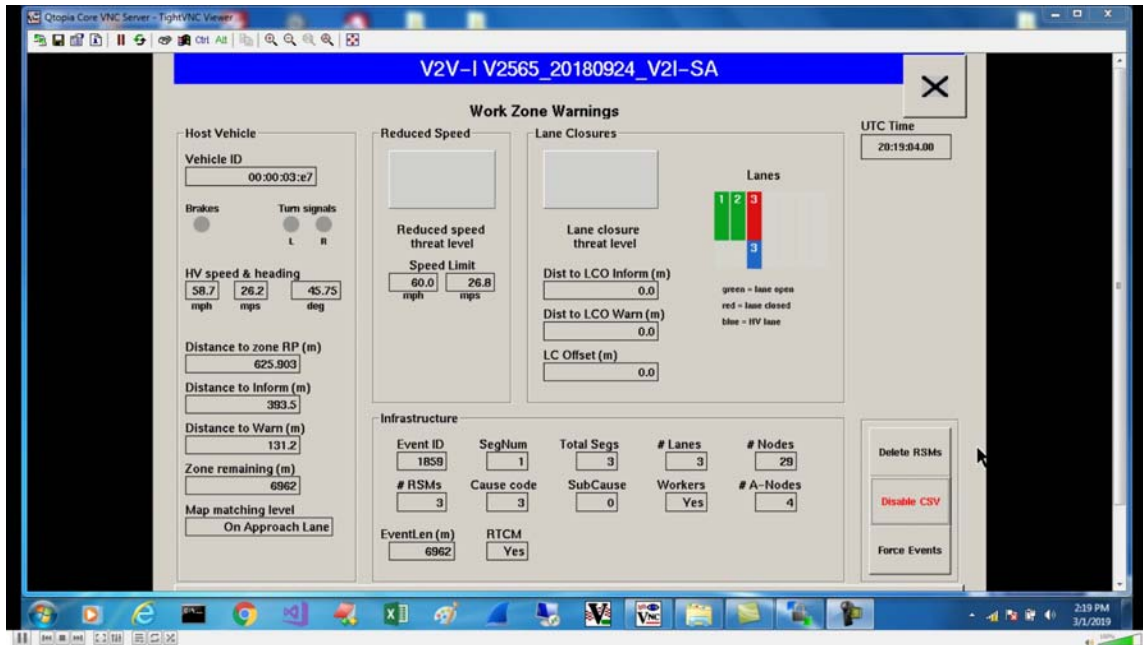 Qtopia Core VNC Server - TightVNC Viewer
Ctrl Alt
V2V-I V2565_20180924_V2I-SA
Work Zone Warnings
UTC Time
20:19:04.00
Host Vehicle
Vehicle ID
00:00:03:e7
Brakes Turn signals
L R
HV speed & heading
58.7 26.2 45.75
mph mps deg
Distance to zone RP (m)
625.903
Distance to Inform (m)
393.5
Distance to Warn (m)
131.2
Zone remaining (m)
6962
Map matching level
On Approach Lane
Reduced Speed
Reduced speed
threat level
Speed Limit
60.0 26.8
mph mps
Lane Closures
Lane closure
threat level
Dist to LCO Inform (m)
0.0
Dist to LCO Warn (m)
0.0
LC Offset (m)
0.0
Lanes
1 2 3
3
green = lane open
red = lane closed
blue = HV lane
Infrastructure
Event ID SegNum Total Segs # Lanes # Nodes
1859 1 3 3 29
# RSMs Cause code SubCause Workers # A-Nodes
3 3 0 Yes 4
EventLen (m) RTCM
6962 Yes
Delete RSMs
Disable CSV
Force Events
2:19 PM
3/1/2019
100%